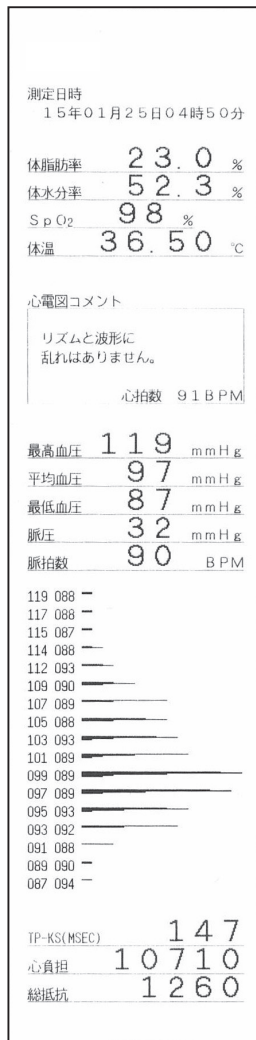 測定日時
15年01月25日04時50分
体脂肪率 23.0 %
体水分率 52.3 %
SpO₂ 98 %
体温 36.50 ℃
心電図コメント
リズムと波形に
乱れはありません。
心拍数 91BPM
最高血圧 119 mmHg
平均血圧 97 mmHg
最低血圧 87 mmHg
脈圧 32 mmHg
脈拍数 90 BPM
119 088
117 088
115 087
114 088
112 093
109 090
107 089
105 088
103 093
101 089
099 089
097 089
095 093
093 092
091 088
089 090
087 094
TP-KS(MSEC) 147
心負担 10710
総抵抗 1260